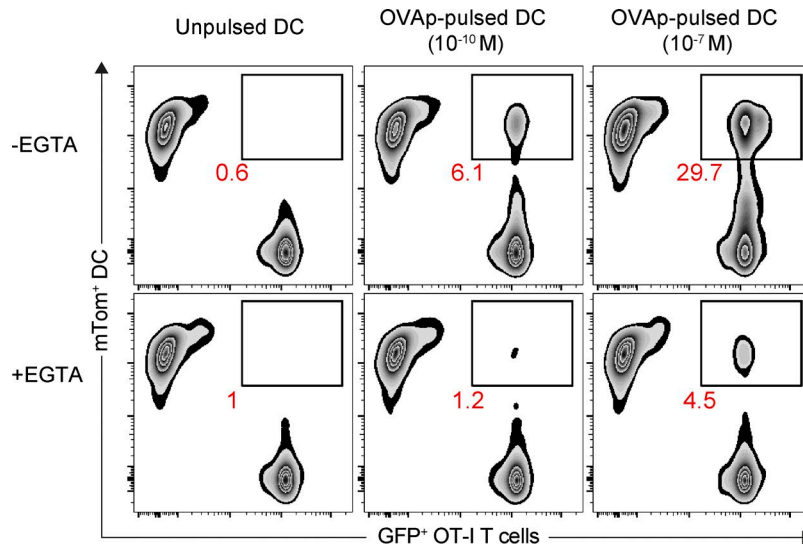 Unpulsed DC
OVAp-pulsed DC
(10⁻¹⁰ M)
OVAp-pulsed DC
(10⁻⁷ M)
-EGTA
0.6
6.1
29.7
mTom⁺ DC
+EGTA
1
1.2
4.5
GFP⁺ OT-I T cells